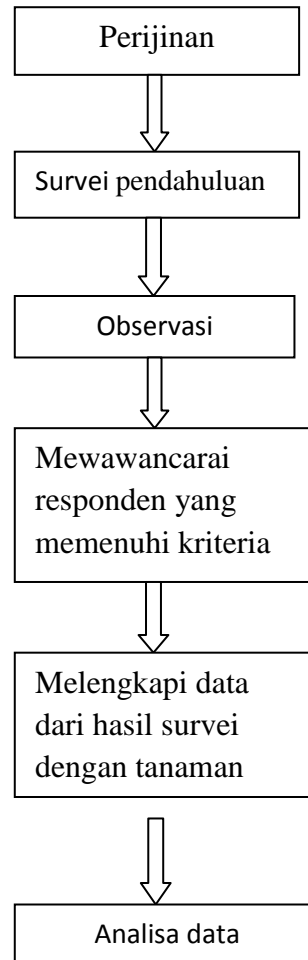 Perijinan
Survei pendahuluan
Observasi
Mewawancarai
responden yang
memenuhi kriteria
Melengkapi data
dari hasil survei
dengan tanaman
Analisa data